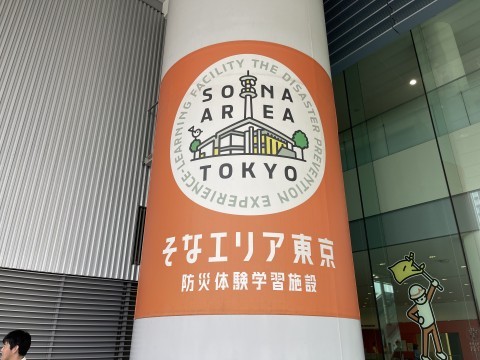 THE DISASTER PREVENTION EXPERIENCE-LEARNING FACILITY
SONA
AREA
TOKYO
そなエリア東京
防災体験学習施設